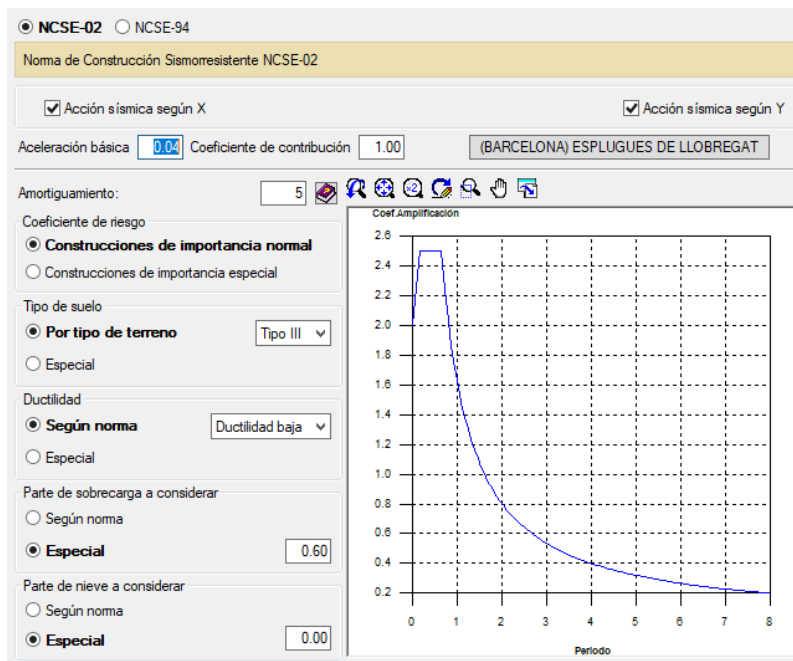 NCSE-02 NCSE-94
Norma de Construcción Sismorresistente NCSE-02
Acción sísmica según X Acción sísmica según Y
Aceleración básica 0.04 Coeficiente de contribución 1.00 (BARCELONA) ESPLUGUES DE LLOBREGAT
Amortiguamiento: 5
x2
Coeficiente de riesgo
Construcciones de importancia normal
Construcciones de importancia especial
Tipo de suelo
Por tipo de terreno Tipo III
Especial
Ductilidad
Según norma Ductilidad baja
Especial
Parte de sobrecarga a considerar
Según norma
Especial 0.60
Parte de nieve a considerar
Según norma
Especial 0.00
Coef.Amplificación
2.6
2.4
2.2
2.0
1.8
1.6
1.4
1.2
1.0
0.8
0.6
0.4
0.2
0 1 2 3 4 5 6 7 8
Periodo